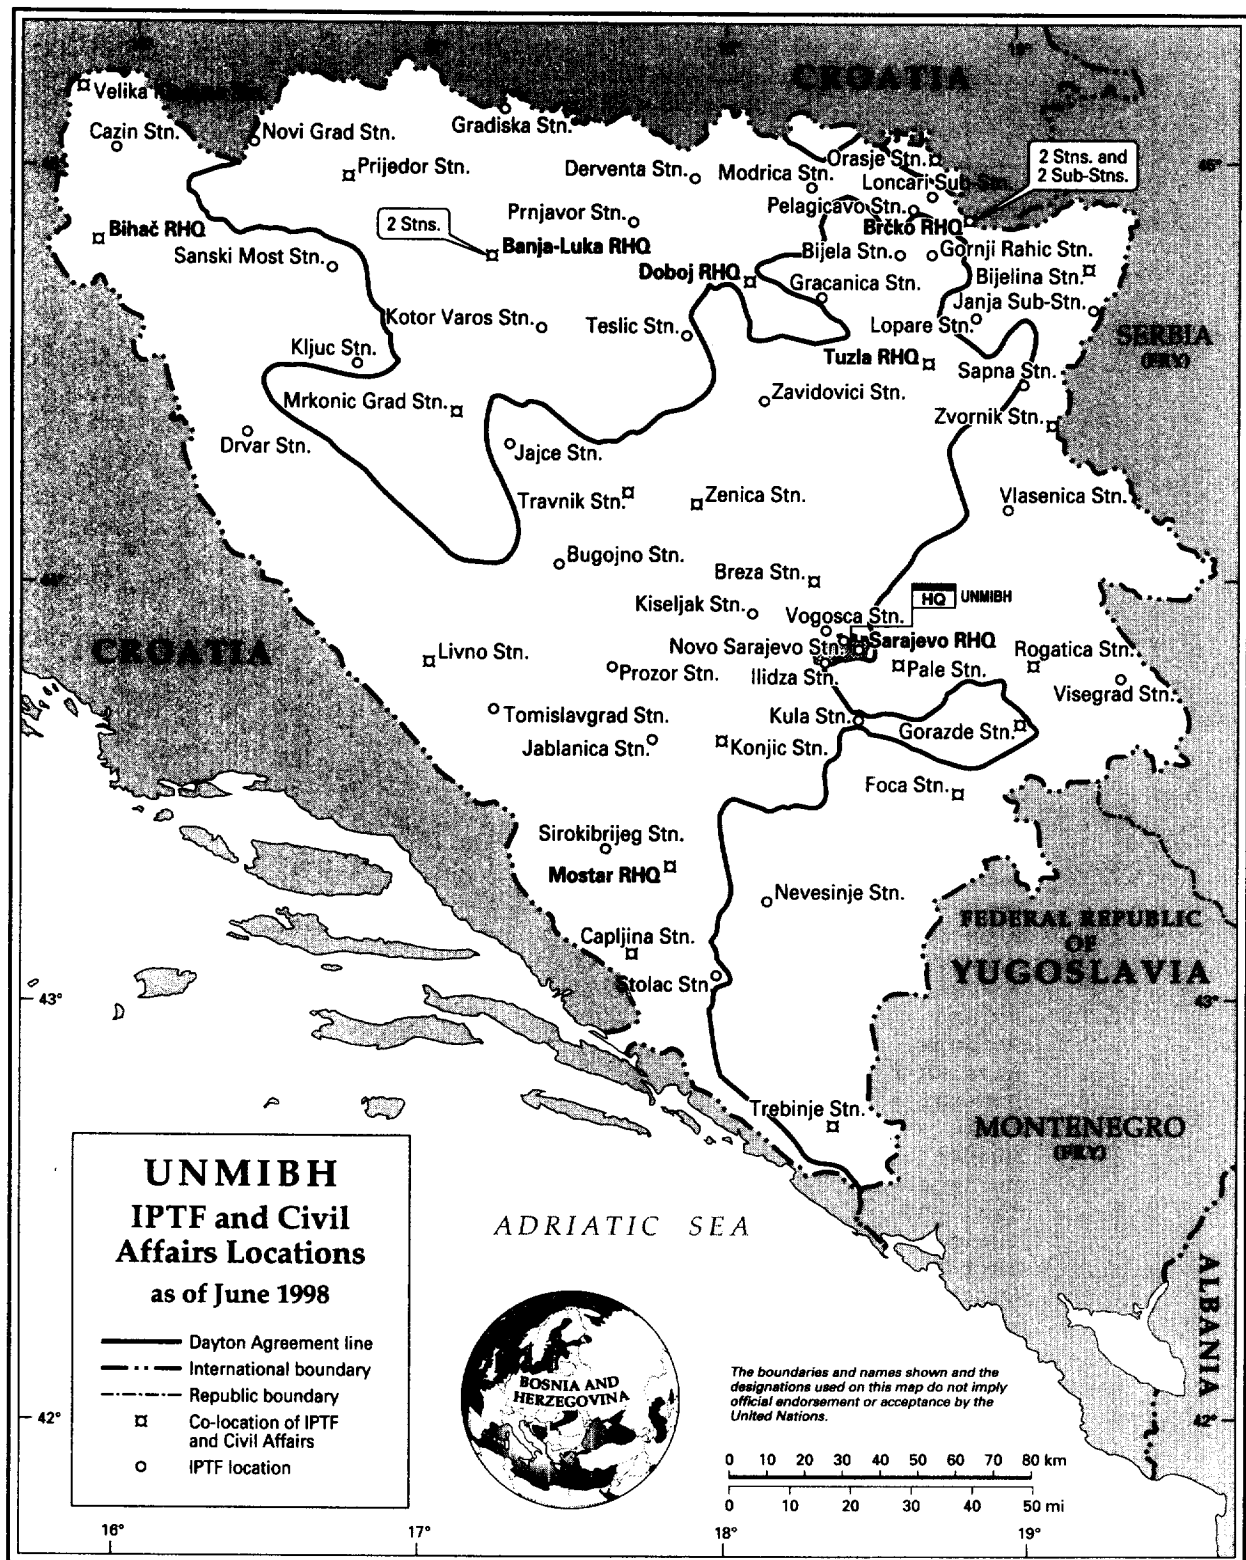 CROATIA
Velika
Cazin Stn.
Novi Grad Stn.
Gradiska Stn.
Prijedor Stn.
Derventa Stn.
Modrica Stn.
Orasje Stn.
Loncari Sub-Stn.
2 Stns. and
2 Sub-Stns.
Pelagicavo Stn.
Prnjavor Stn.
2 Stns.
Bihać RHQ
Banja-Luka RHQ
Brčko RHQ
Sanski Most Stn.
Bijela Stn.
Gornji Rahic Stn.
Doboj RHQ
Bijelina Stn.
Gracanica Stn.
Janja Sub-Stn.
Kotor Varos Stn.
Teslic Stn.
Lopare Stn.
SERBIA
(FRY)
Kljuc Stn.
Tuzla RHQ
Sapna Stn.
Mrkonic Grad Stn.
Zavidovici Stn.
Zvornik Stn.
Drvar Stn.
Jajce Stn.
Travnik Stn.
Zenica Stn.
Vlasenica Stn.
Bugojno Stn.
Breza Stn.
HQ UNMIBH
Kiseljak Stn.
Vogosca Stn.
CROATIA
Novo Sarajevo Stn.
Sarajevo RHQ
Livno Stn.
Prozor Stn.
Ilidza Stn.
Pale Stn.
Rogatica Stn.
Visegrad Stn.
Tomislavgrad Stn.
Kula Stn.
Gorazde Stn.
Jablanica Stn.
Konjic Stn.
Foca Stn.
Sirokibrijeg Stn.
Mostar RHQ
Nevesinje Stn.
FEDERAL REPUBLIC
OF
YUGOSLAVIA
Capljina Stn.
Stolac Stn.
43°
43°
Trebinje Stn.
MONTENEGRO
(FRY)
UNMIBH
IPTF and Civil
Affairs Locations
as of June 1998
Dayton Agreement line
International boundary
Republic boundary
Co-location of IPTF
and Civil Affairs
IPTF location
ADRIATIC SEA
ALBANIA
BOSNIA AND
HERZEGOVINA
The boundaries and names shown and the
designations used on this map do not imply
official endorsement or acceptance by the
United Nations.
42°
42°
0 10 20 30 40 50 60 70 80 km
0 10 20 30 40 50 mi
16° 17° 18° 19°